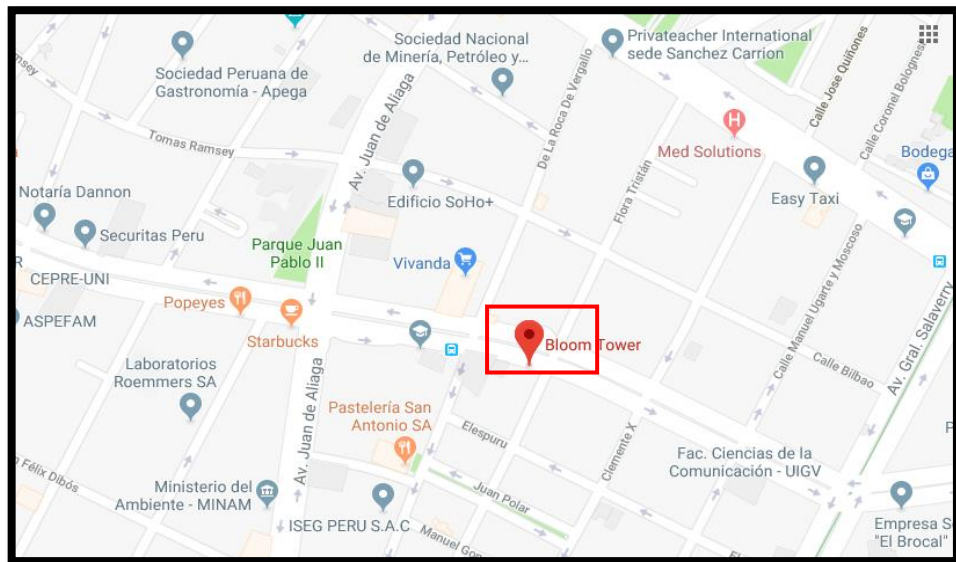 Sociedad Nacional
de Minería, Petróleo y...
Privateacher International
sede Sanchez Carrion
Sociedad Peruana de
Gastronomía - Apega
Av. Juan de Aliaga
De La Roca De Vergallo
Calle Jose Quiñones
Calle Coronel Bolognesi
Tomas Ramsey
Med Solutions
Bodega
Notaría Dannon
Edificio SoHo+
Flora Tristán
Easy Taxi
Securitas Peru
Parque Juan
Pablo II
Vivanda
Calle Manuel Ugarte y Moscoso
R
CEPRE-UNI
Popeyes
ASPEFAM
Starbucks
Bloom Tower
Av. Gral. Salaverry
Calle Bilbao
Laboratorios
Roemmers SA
Av. Juan de Aliaga
Pastelería San
Antonio SA
Elespuru
Clemente X
Fac. Ciencias de la
Comunicación - UIGV
Félix Dibós
Ministerio del
Ambiente - MINAM
Juan Polar
ISEG PERU S.A.C
Manuel Gon
Empresa S
"El Brocal"